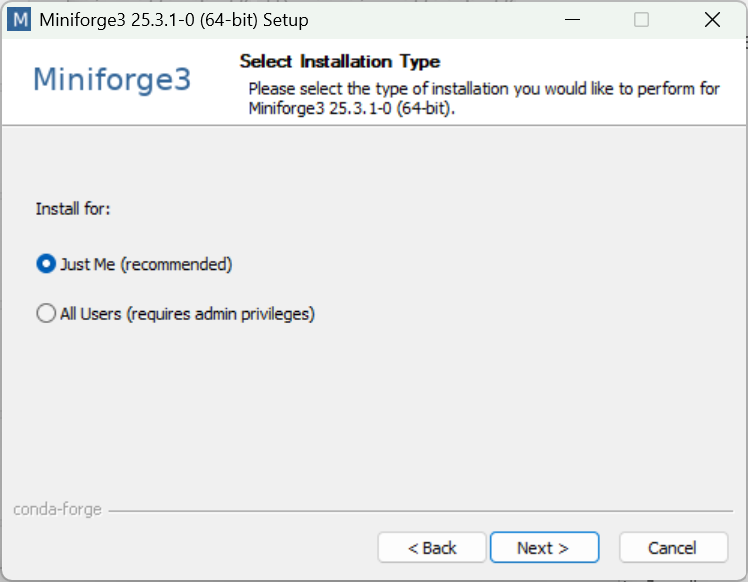 M Miniforge3 25.3.1-0 (64-bit) Setup
Miniforge3
Select Installation Type
Please select the type of installation you would like to perform for
Miniforge3 25.3.1-0 (64-bit).
Install for:
Just Me (recommended)
All Users (requires admin privileges)
conda-forge
< Back
Next >
Cancel